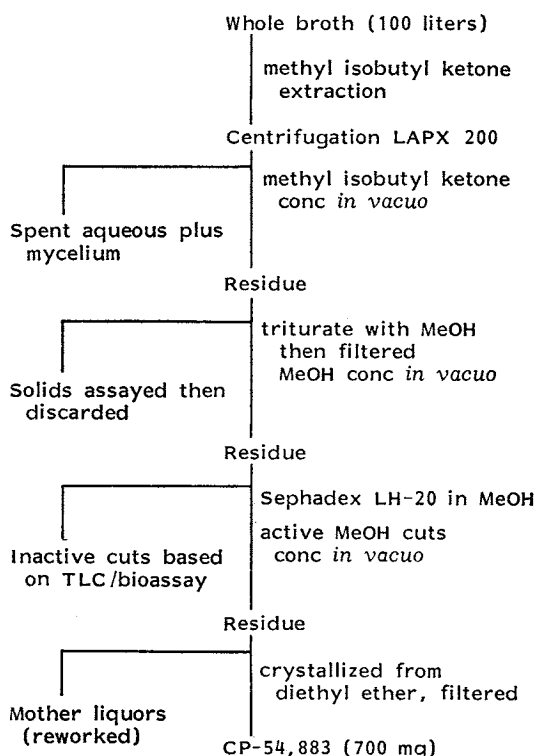 Whole broth (100 liters)
methyl isobutyl ketone
extraction
Centrifugation LAPX 200
methyl isobutyl ketone
conc in vacuo
Spent aqueous plus
mycelium
Residue
triturate with MeOH
then filtered
MeOH conc in vacuo
Solids assayed then
discarded
Residue
Sephadex LH-20 in MeOH
active MeOH cuts
conc in vacuo
Inactive cuts based
on TLC/bioassay
Residue
crystallized from
diethyl ether, filtered
Mother liquors
(reworked)
CP-54,883 (700 mg)